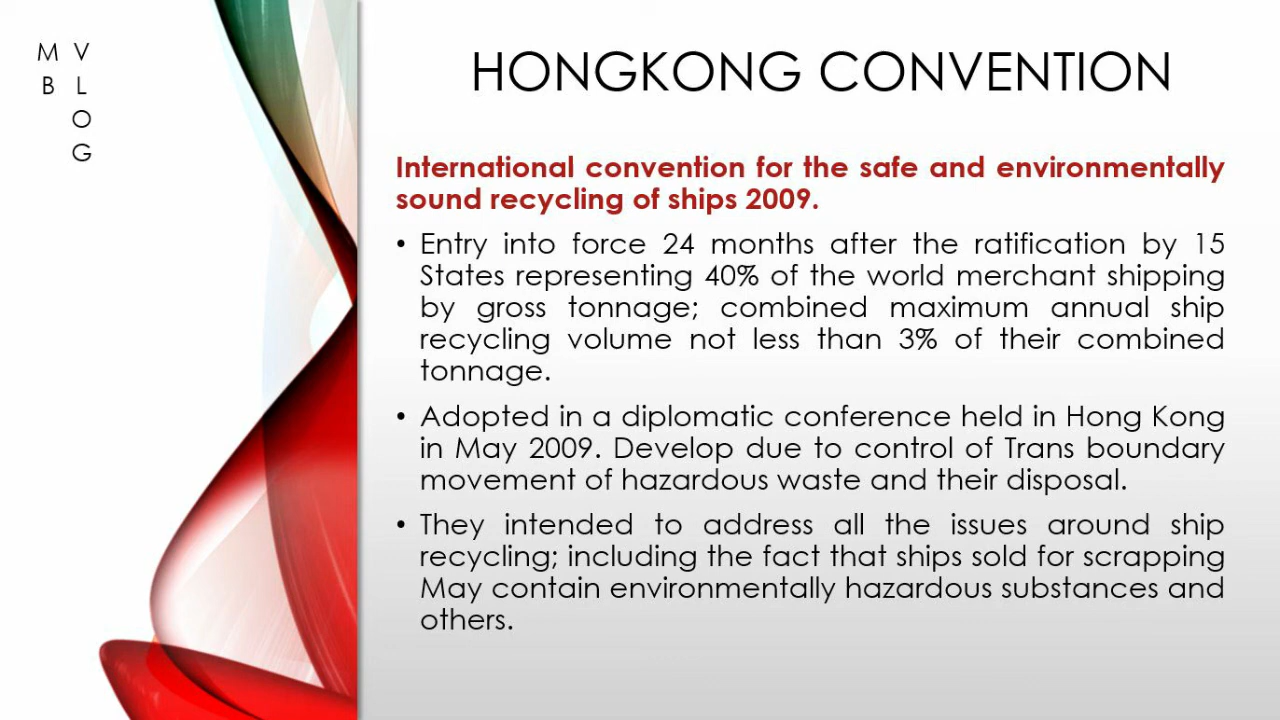 M V
B L
O
G
HONGKONG CONVENTION
International convention for the safe and environmentally
sound recycling of ships 2009.
• Entry into force 24 months after the ratification by 15
States representing 40% of the world merchant shipping
by gross tonnage; combined maximum annual ship
recycling volume not less than 3% of their combined
tonnage.
• Adopted in a diplomatic conference held in Hong Kong
in May 2009. Develop due to control of Trans boundary
movement of hazardous waste and their disposal.
• They intended to address all the issues around ship
recycling; including the fact that ships sold for scrapping
May contain environmentally hazardous substances and
others.